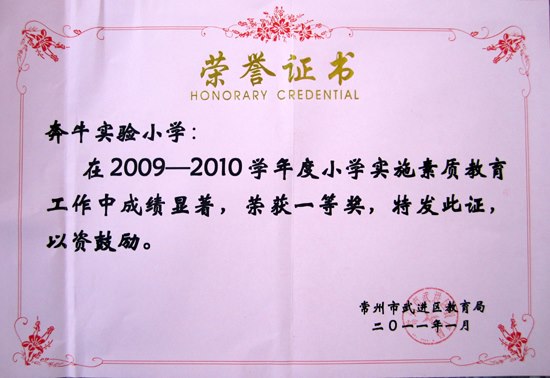 荣誉证书
HONORARY CREDENTIAL
奔牛实验小学：
在2009—2010学年度小学实施素质教育
工作中成绩显著，荣获一等奖，特发此证，
以资鼓励。
常州市武进区教育局
二〇一一年一月